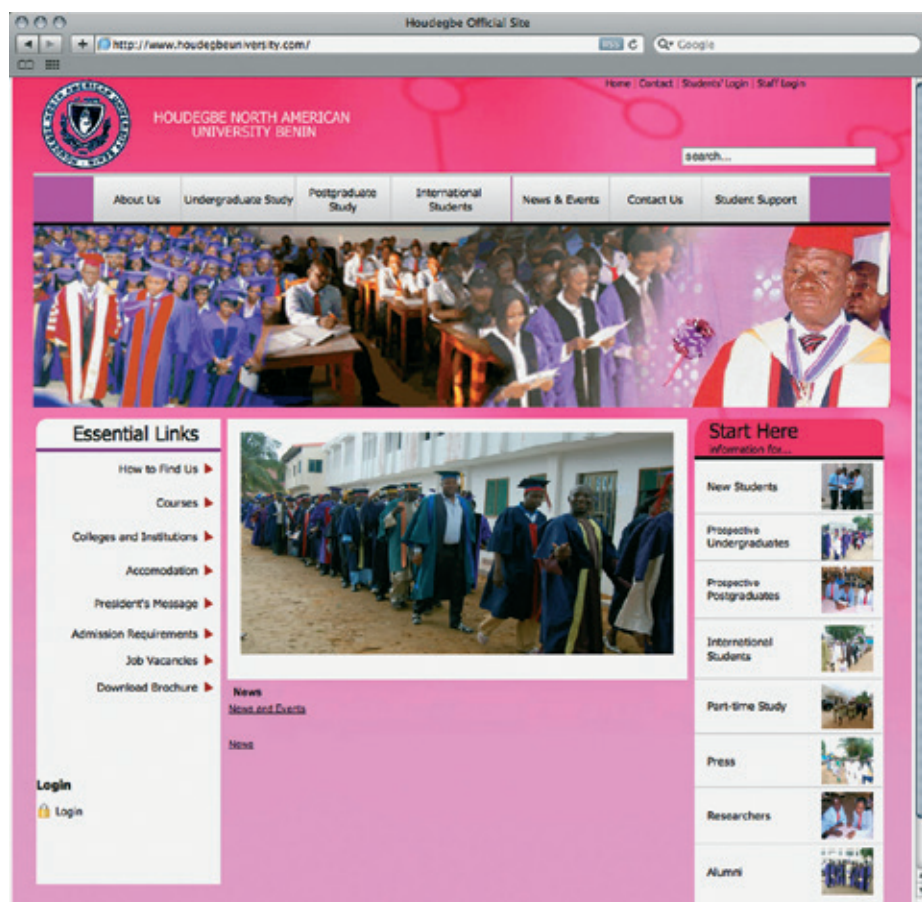 Houdegbe Official Site
http://www.houdegbeuniversity.com/
RSS
Google
Home | Contact | Students' Login | Staff Login
HOUDEGBE NORTH AMERICAN
UNIVERSITY BENIN
search...
About Us
Undergraduate Study
Postgraduate
Study
International
Students
News & Events
Contact Us
Student Support
Essential Links
How to Find Us
Courses
Colleges and Institutions
Accomodation
President's Message
Admission Requirements
Job Vacancies
Download Brochure
Login
Login
News
News and Events
News
Start Here
information for...
New Students
Prospective
Undergraduates
Prospective
Postgraduates
International
Students
Part-time Study
Press
Researchers
Alumni